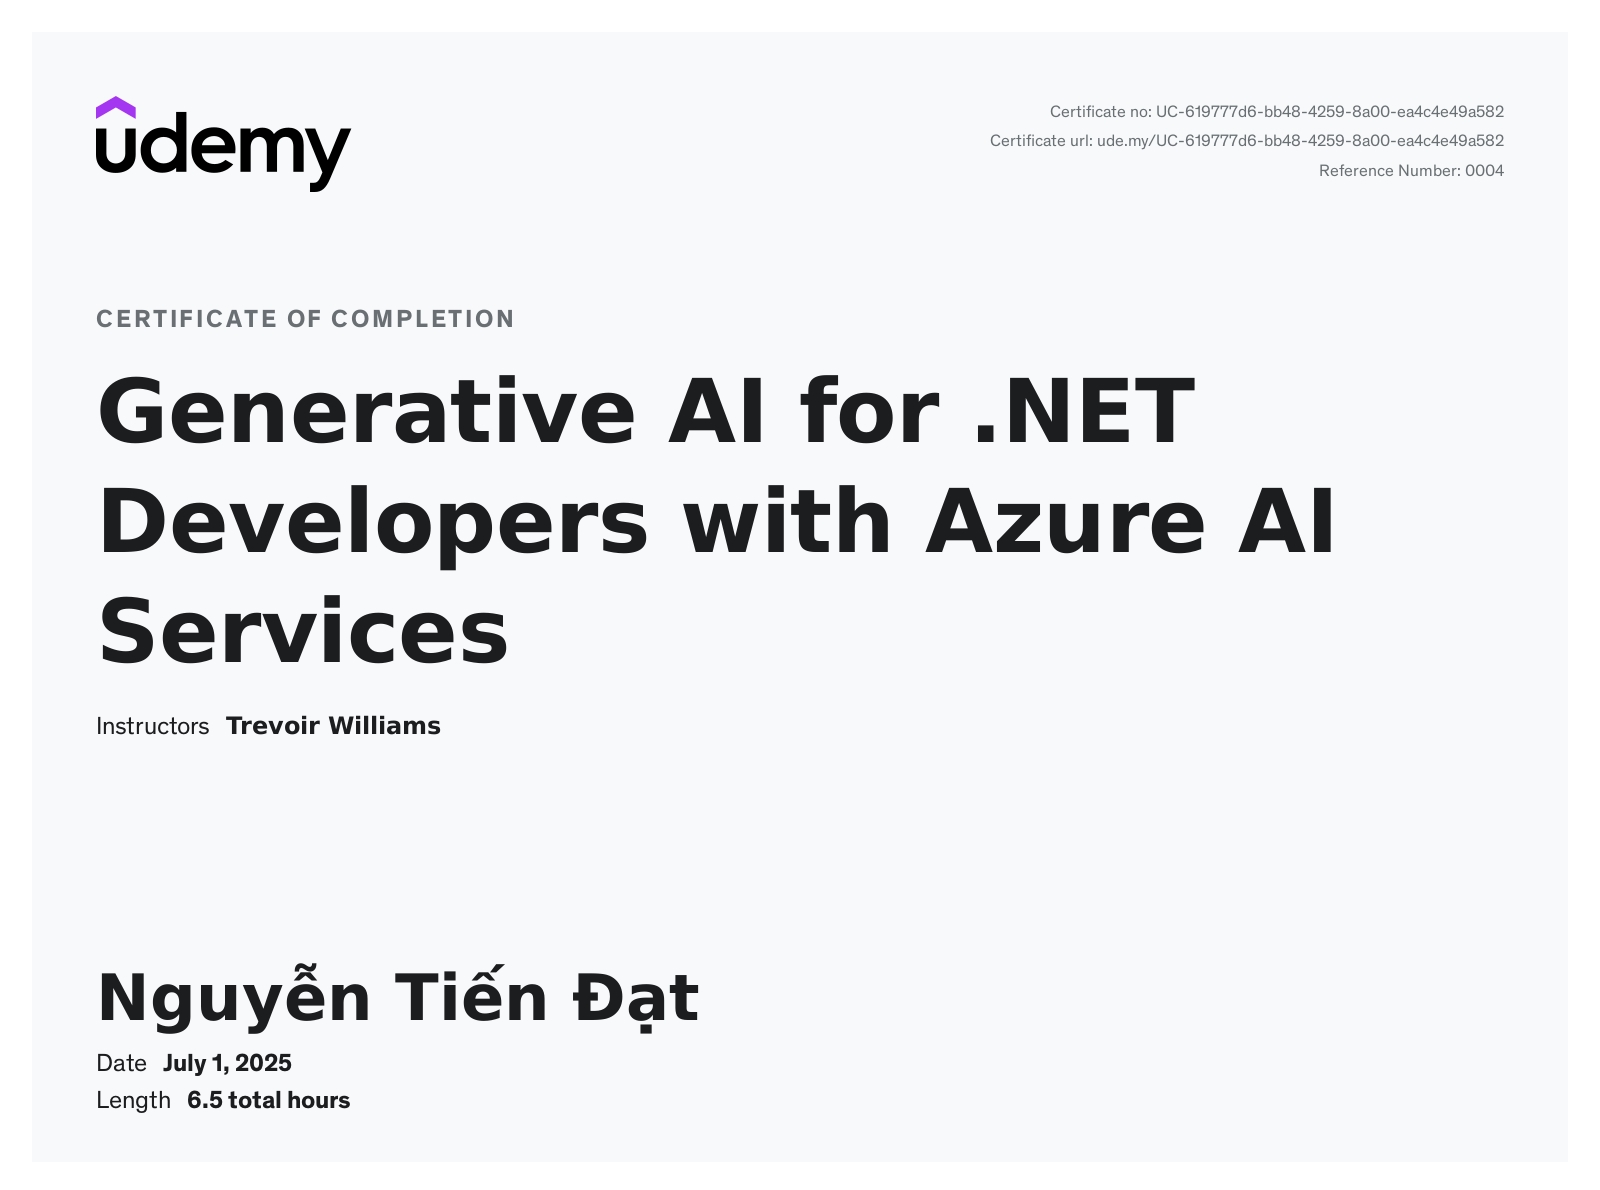 udemy
Certificate no: UC-619777d6-bb48-4259-8a00-ea4c4e49a582
Certificate url: ude.my/UC-619777d6-bb48-4259-8a00-ea4c4e49a582
Reference Number: 0004
CERTIFICATE OF COMPLETION
Generative AI for .NET
Developers with Azure AI
Services
Instructors Trevoir Williams
Nguyễn Tiến Đạt
Date July 1, 2025
Length 6.5 total hours